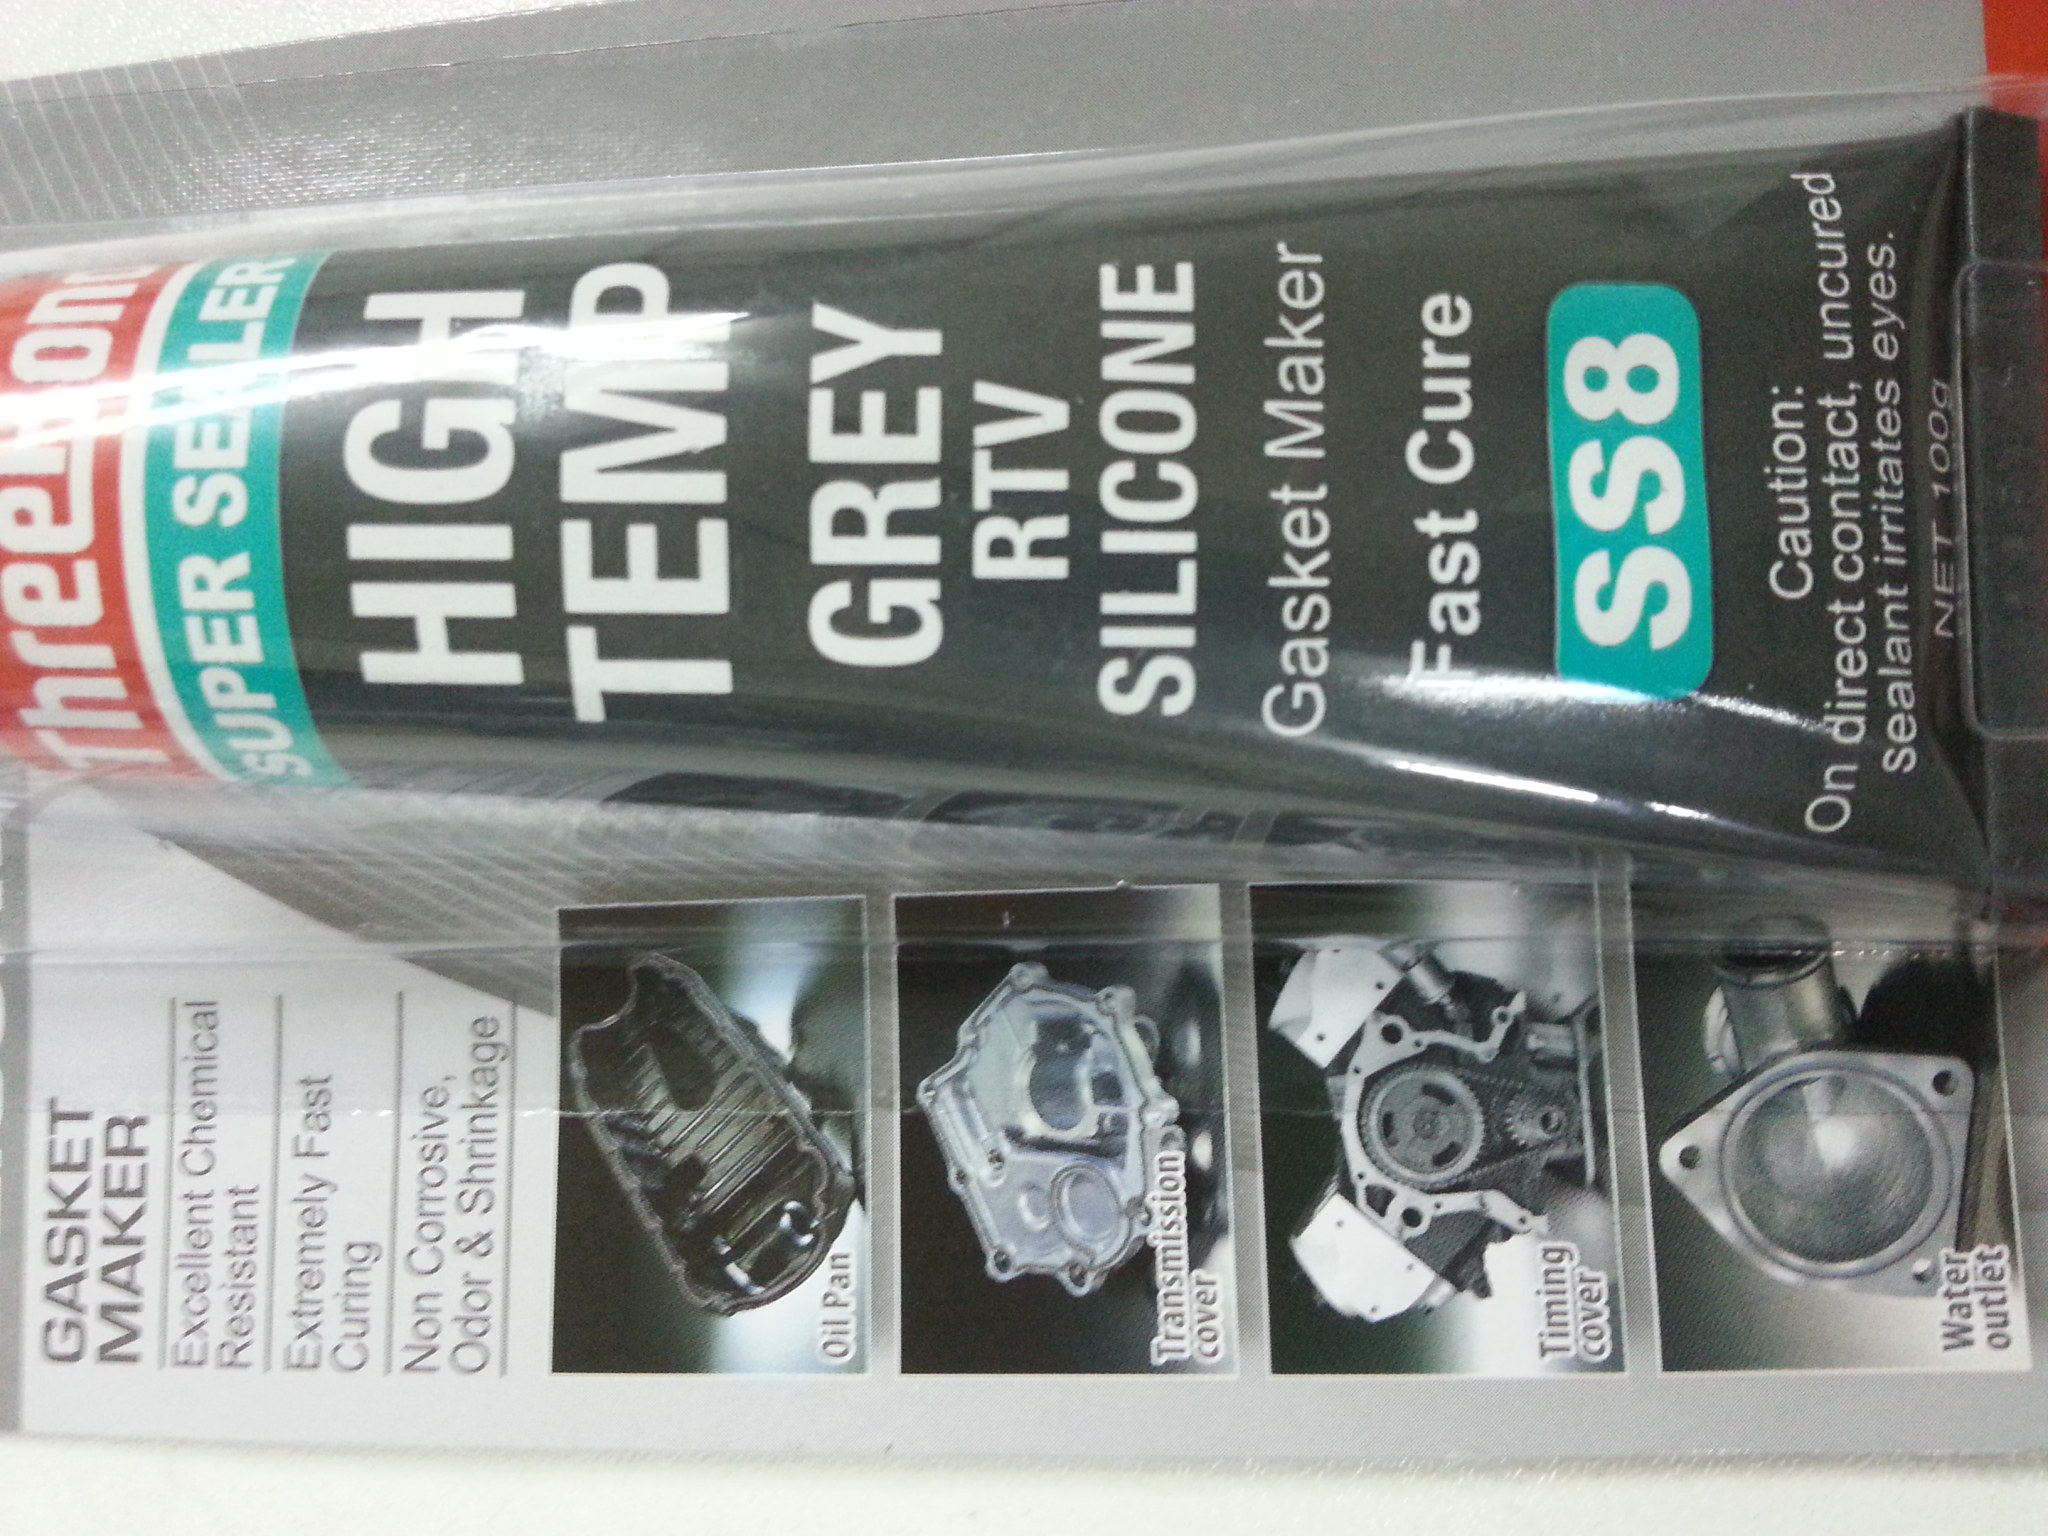 ThreeBond
SUPER SEALER
HIGH
TEMP
GREY
RTV
SILICONE
Gasket Maker
Fast Cure
SS8
Caution:
On direct contact, uncured
sealant irritates eyes.
NET 100g
GASKET
MAKER
Excellent Chemical
Resistant
Extremely Fast
Curing
Non Corrosive,
Odor & Shrinkage
Oil Pan
Transmission
cover
Timing
cover
Water
outlet